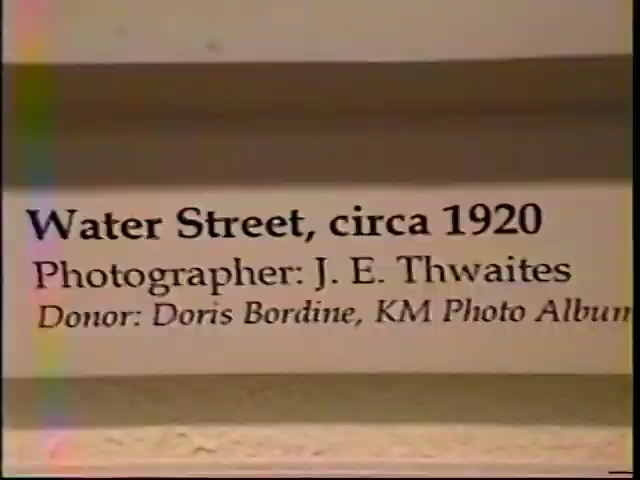 Water Street, circa 1920
Photographer: J. E. Thwaites
Donor: Doris Bordine, KM Photo Album